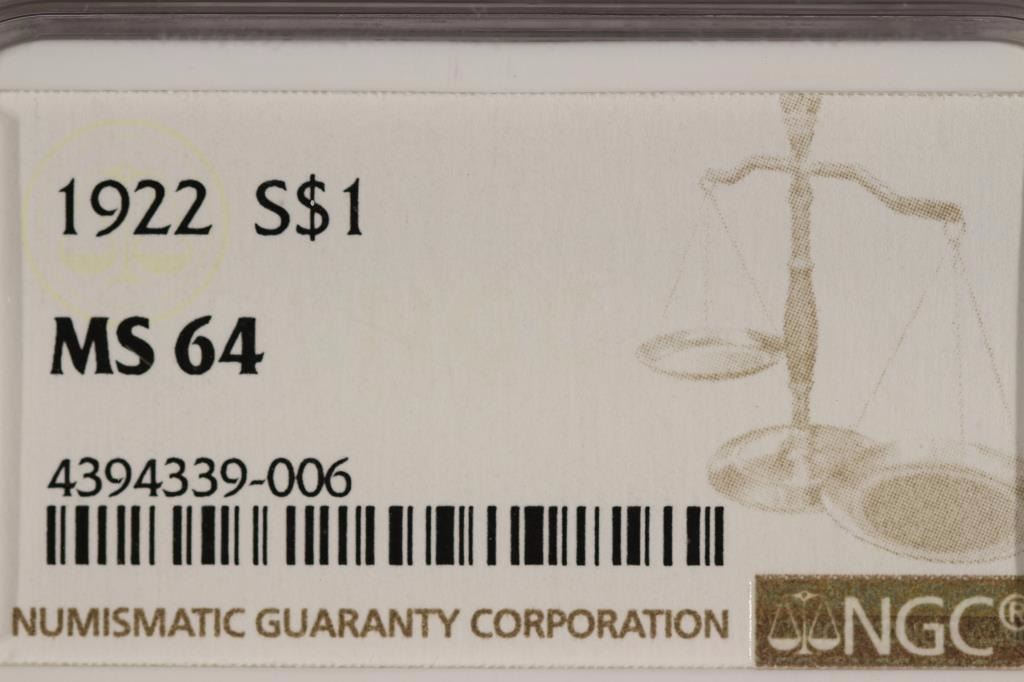 1922 S$1
MS 64
4394339-006
NUMISMATIC GUARANTY CORPORATION
NGC®